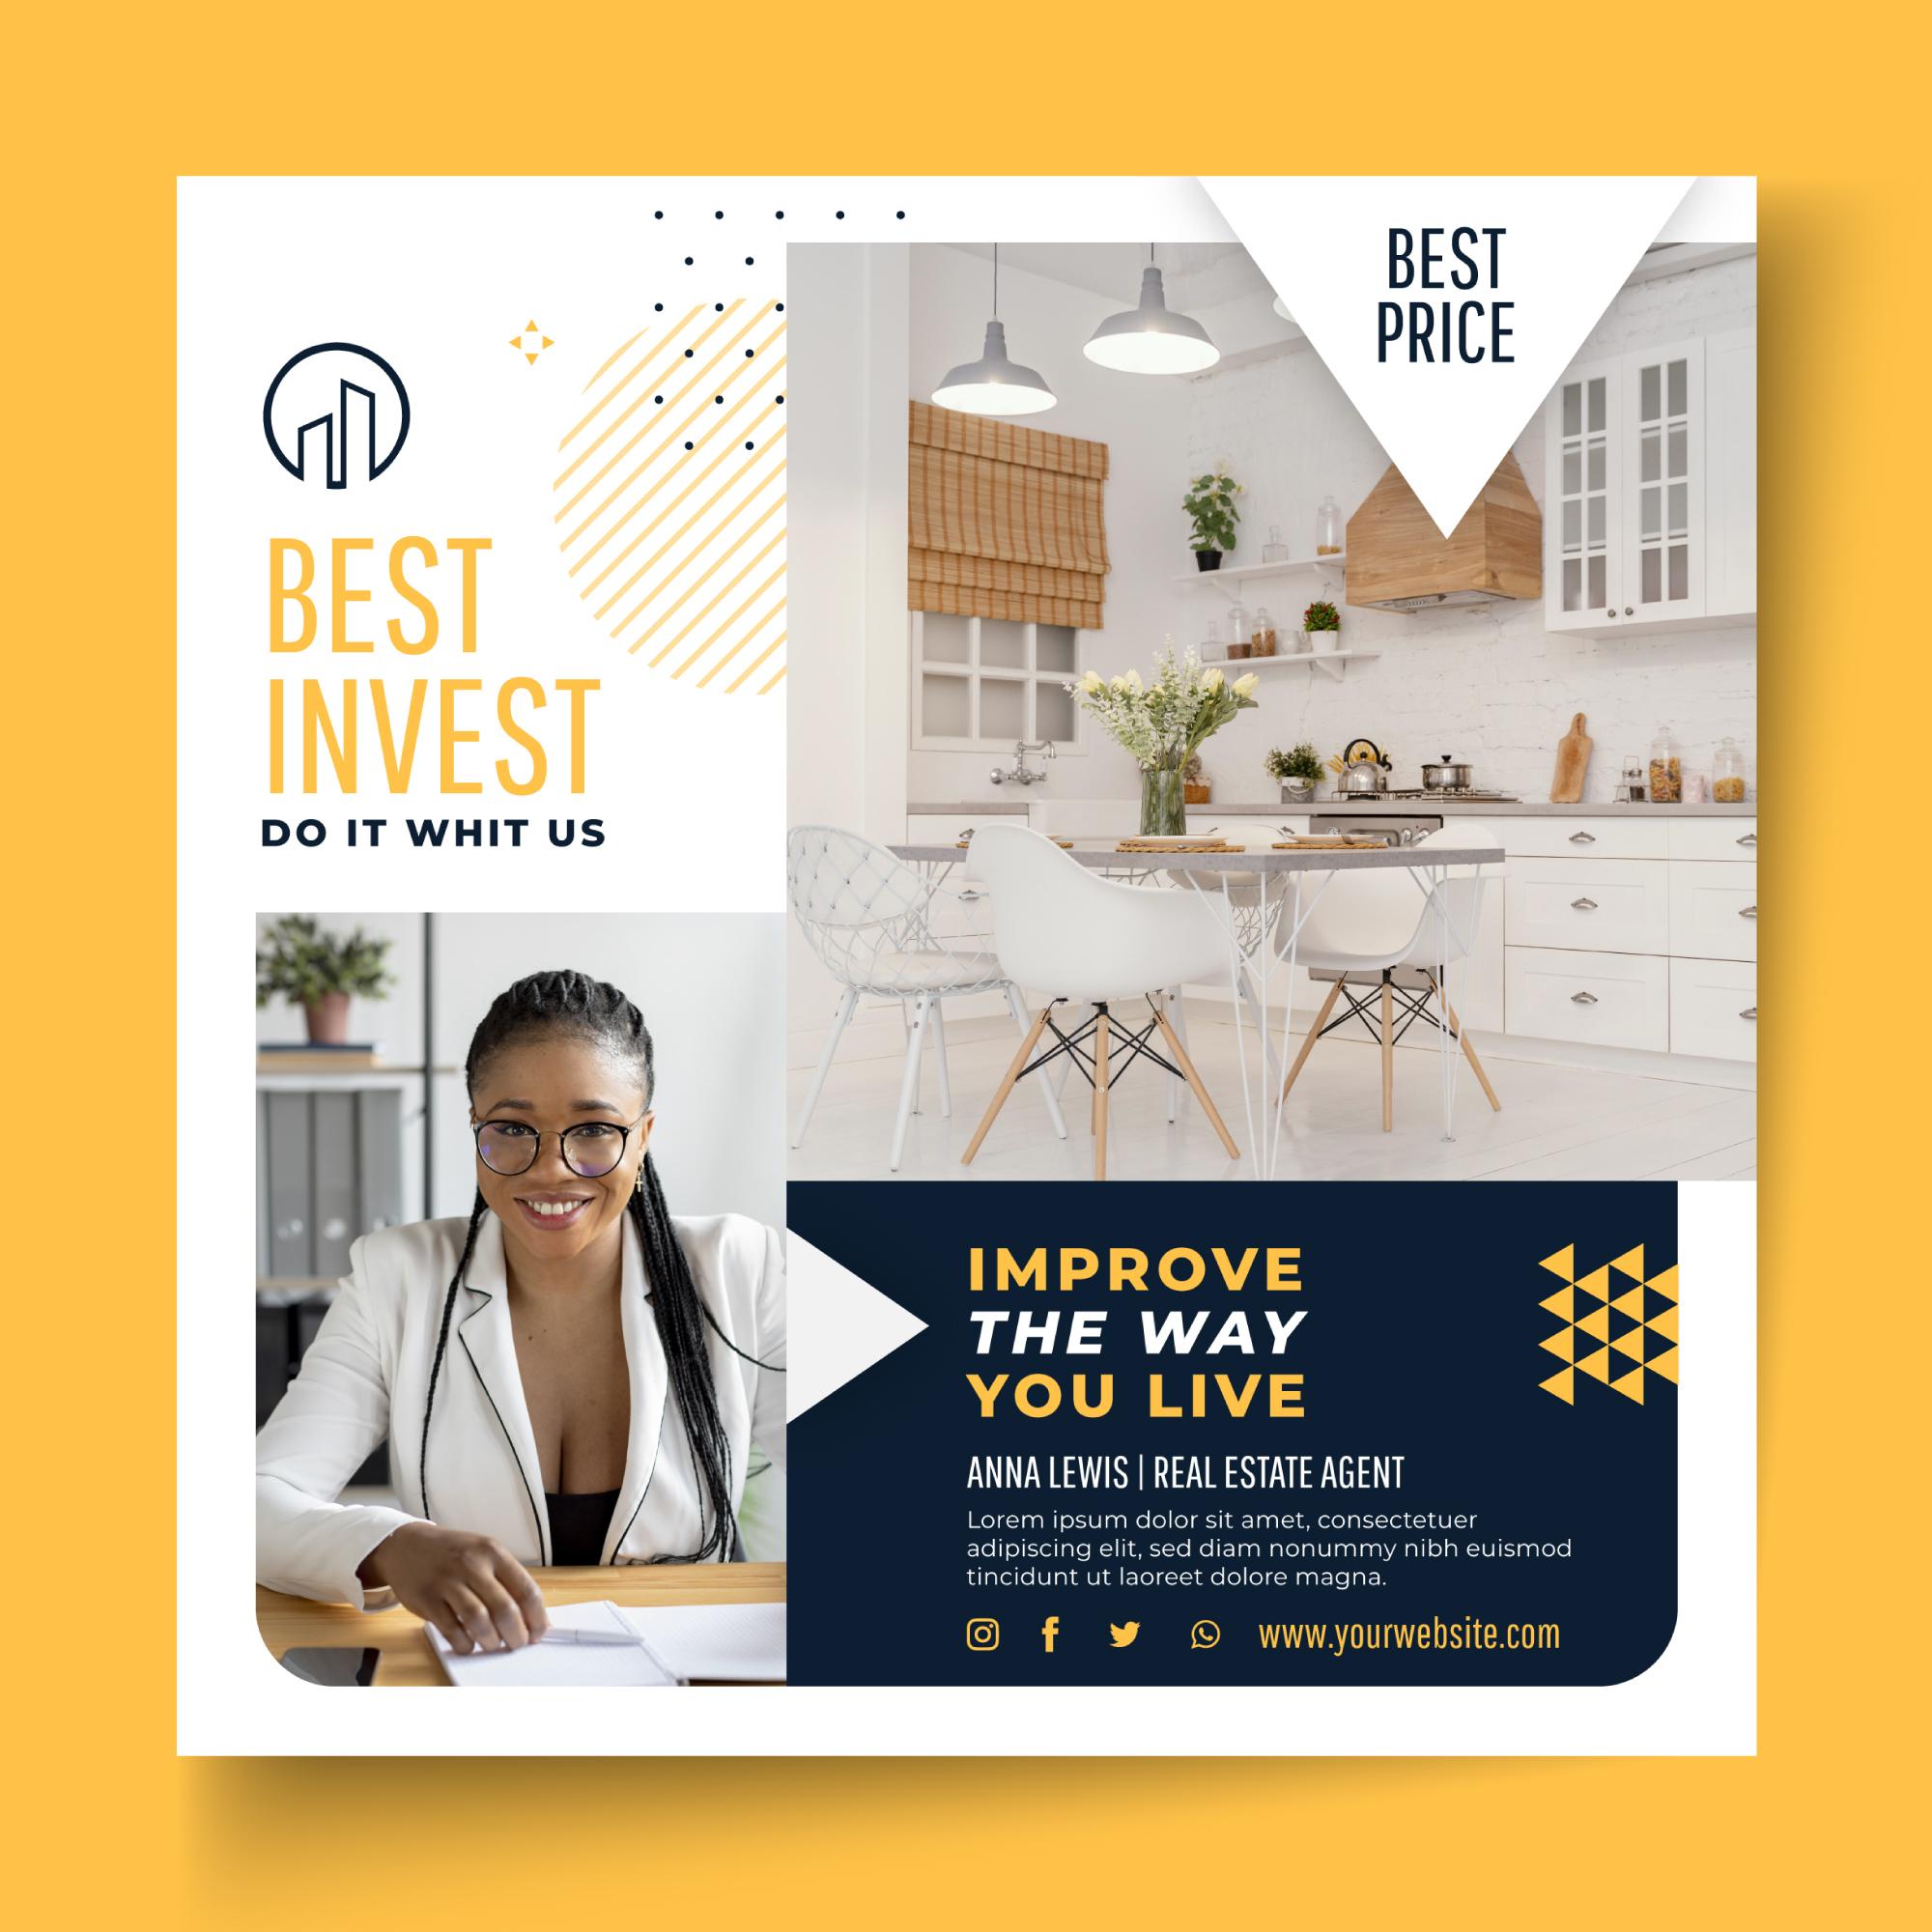 BEST
PRICE
BEST
INVEST
DO IT WHIT US
IMPROVE
THE WAY
YOU LIVE
ANNA LEWIS | REAL ESTATE AGENT
Lorem ipsum dolor sit amet, consectetuer
adipiscing elit, sed diam nonummy nibh euismod
tincidunt ut laoreet dolore magna.
www.yourwebsite.com